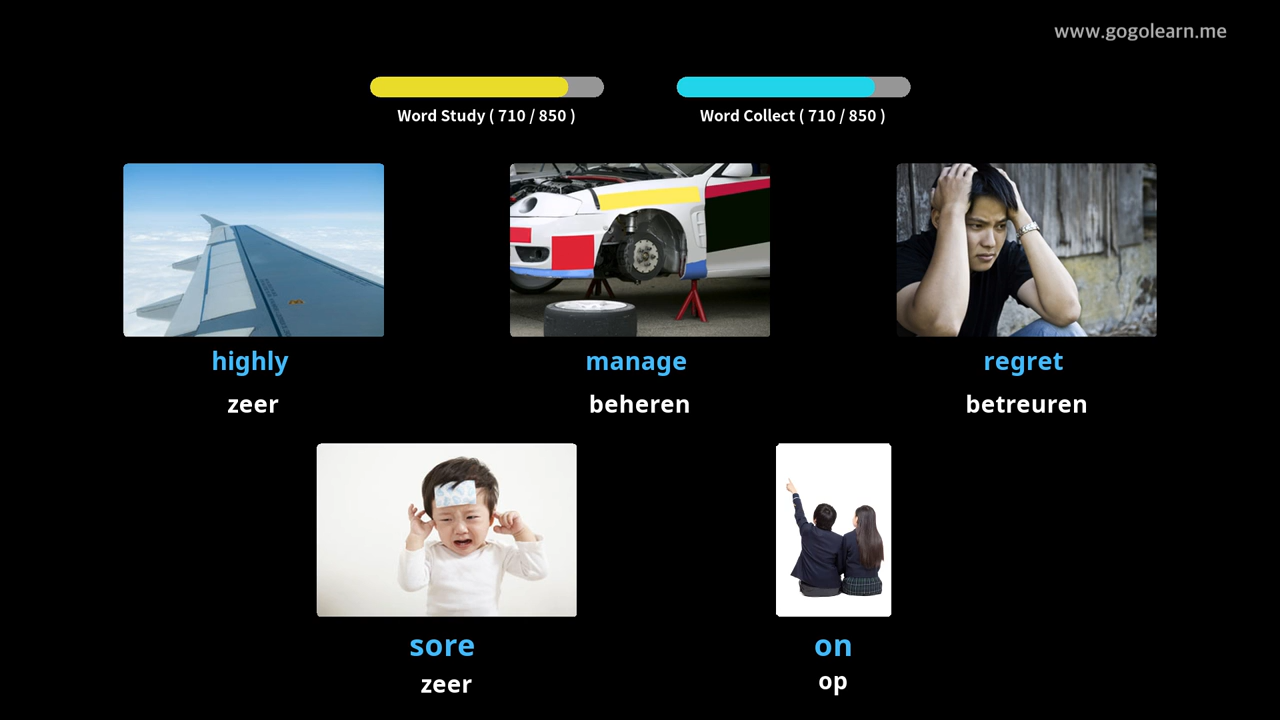 www.gogolearn.me
Word Study ( 710 / 850 )
Word Collect ( 710 / 850 )
highly
zeer
manage
beheren
regret
betreuren
sore
zeer
on
op